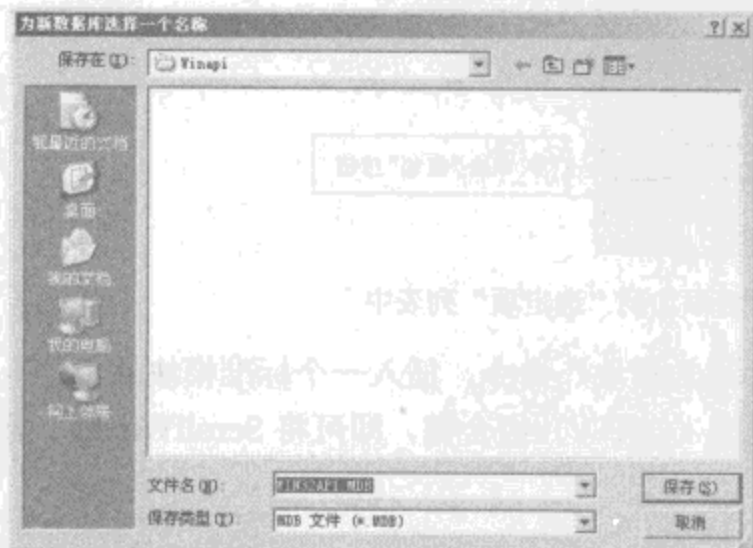 为新数据库选择一个名称
保存在(I):
Winapi
我最近的文档
桌面
我的文档
我的电脑
网上邻居
文件名(N):
WIN32API.MDB
保存(S)
保存类型(T):
MDB 文件 (*.MDB)
取消